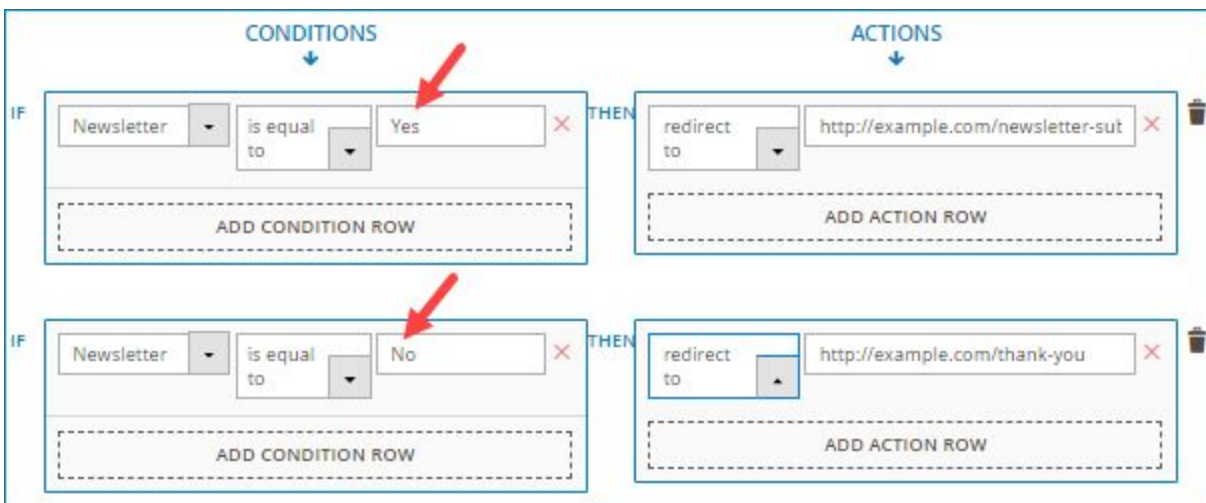 CONDITIONS
ACTIONS
IF
Newsletter
is equal
to
Yes
THEN
redirect
to
http://example.com/newsletter-sut
ADD CONDITION ROW
ADD ACTION ROW
IF
Newsletter
is equal
to
No
THEN
redirect
to
http://example.com/thank-you
ADD CONDITION ROW
ADD ACTION ROW